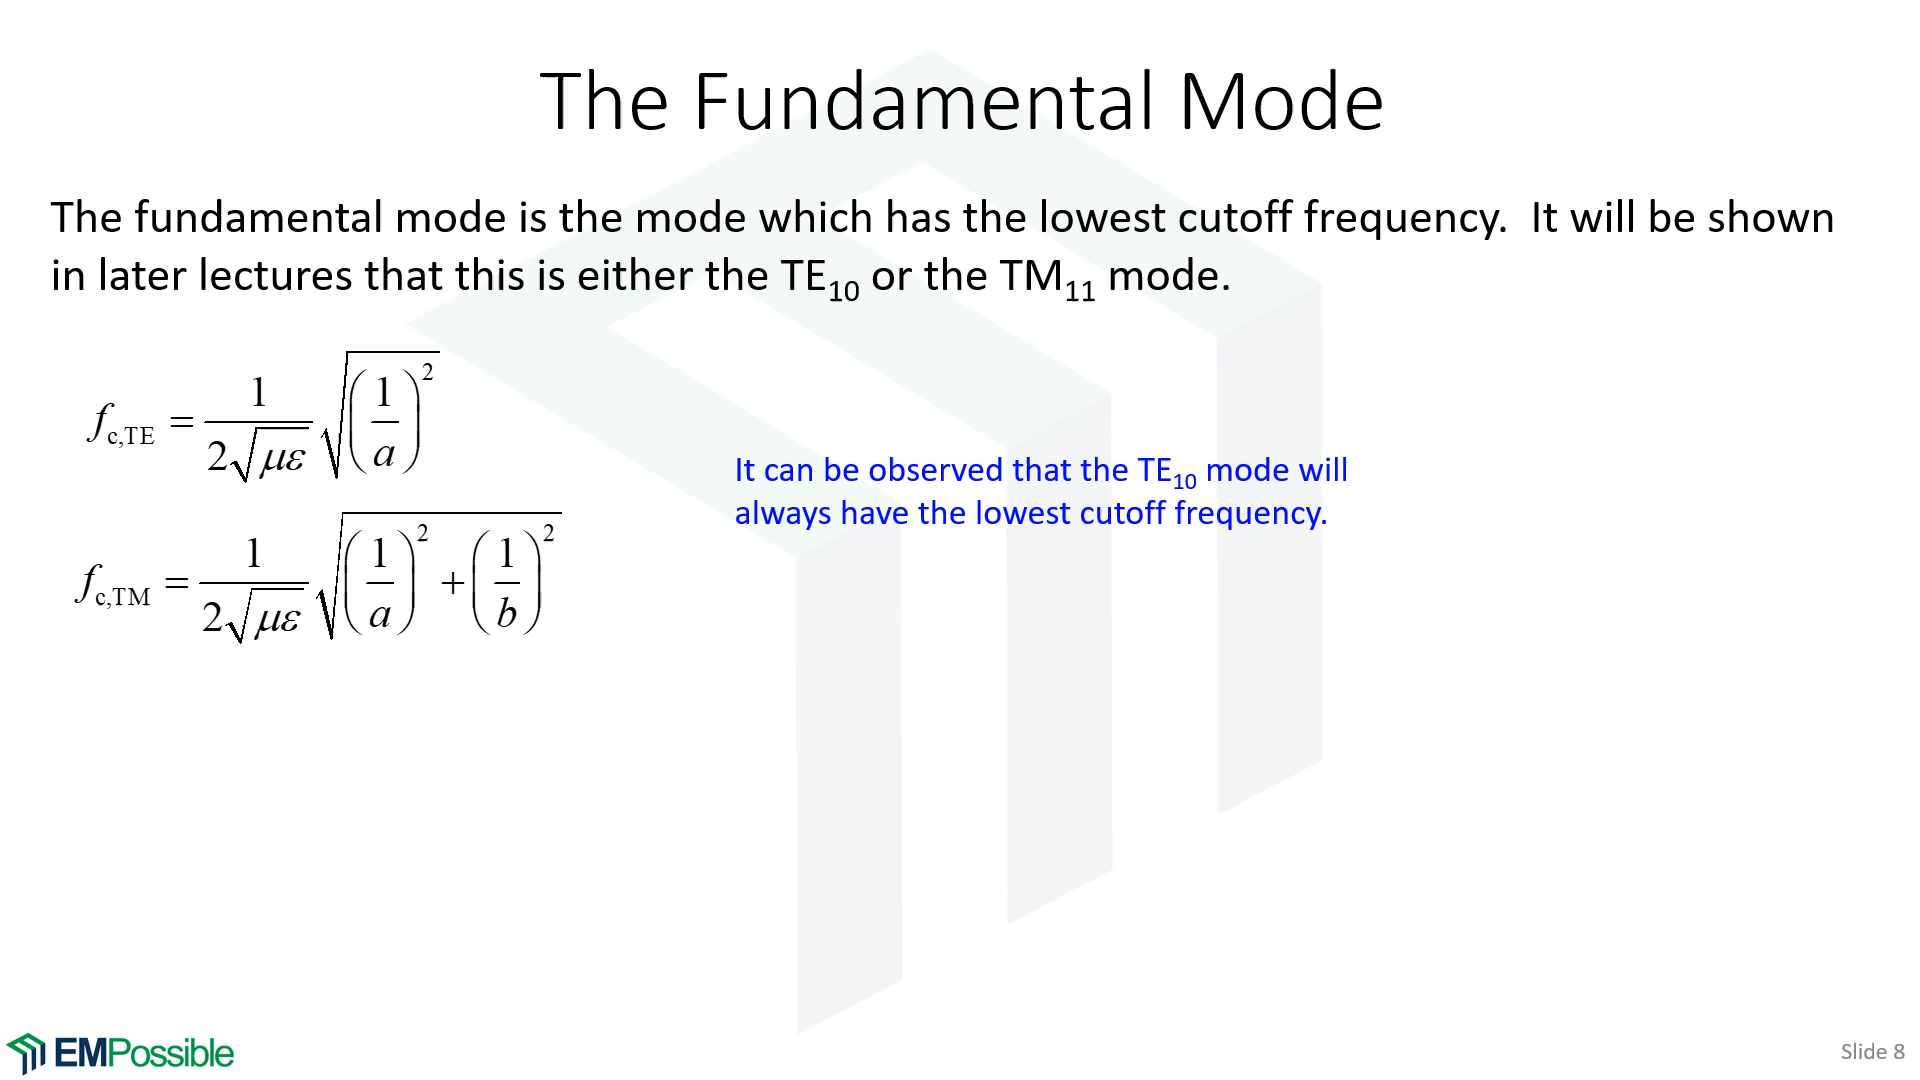 The Fundamental Mode
The fundamental mode is the mode which has the lowest cutoff frequency.  It will be shown
in later lectures that this is either the TE₁₀ or the TM₁₁ mode.
f_c,TE = 1/(2√(με)) √((1/a)²)
It can be observed that the TE₁₀ mode will
always have the lowest cutoff frequency.
f_c,TM = 1/(2√(με)) √((1/a)² + (1/b)²)
EMPossible
Slide 8